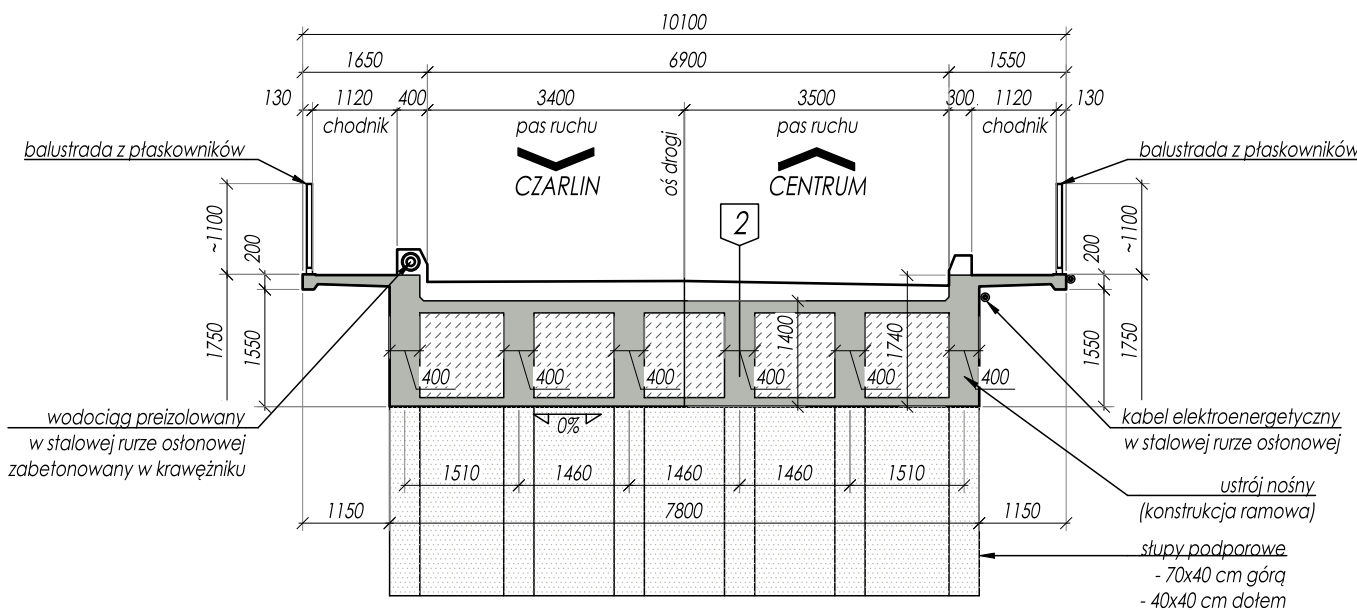 10100
1650 6900 1550
130 1120 400 3400 3500 300 1120 130
chodnik pas ruchu pas ruchu chodnik
balustrada z płaskowników oś drogi balustrada z płaskowników
CZARLIN CENTRUM
2
~1100 200 200 ~1100
1750 1550 1400 1740 1550 1750
400 400 400 400 400 400
wodociąg preizolowany
w stalowej rurze osłonowej
zabetonowany w krawężniku
0%
kabel elektroenergetyczny
w stalowej rurze osłonowej
1510 1460 1460 1460 1510
ustrój nośny
(konstrukcja ramowa)
1150 7800 1150
słupy podporowe
- 70x40 cm górą
- 40x40 cm dołem